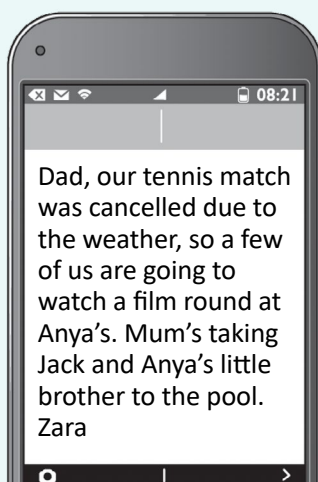 08:21
Dad, our tennis match
was cancelled due to
the weather, so a few
of us are going to
watch a film round at
Anya's. Mum's taking
Jack and Anya's little
brother to the pool.
Zara